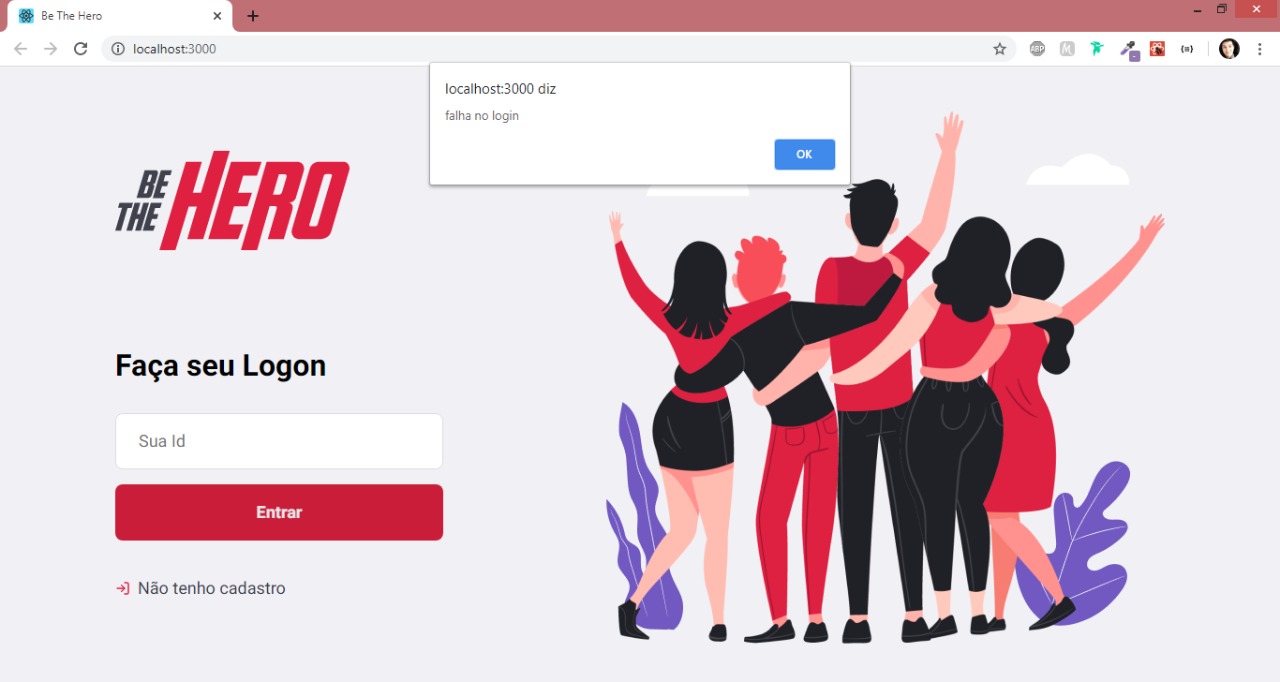 Be The Hero
localhost:3000
ABP
localhost:3000 diz
falha no login
OK
BE
THE HERO
Faça seu Logon
Sua Id
Entrar
Não tenho cadastro